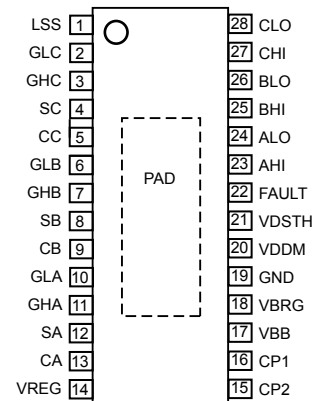 LSS 1
GLC 2
GHC 3
SC 4
CC 5
GLB 6
GHB 7
SB 8
CB 9
GLA 10
GHA 11
SA 12
CA 13
VREG 14
PAD
28 CLO
27 CHI
26 BLO
25 BHI
24 ALO
23 AHI
22 FAULT
21 VDSTH
20 VDDM
19 GND
18 VBRG
17 VBB
16 CP1
15 CP2